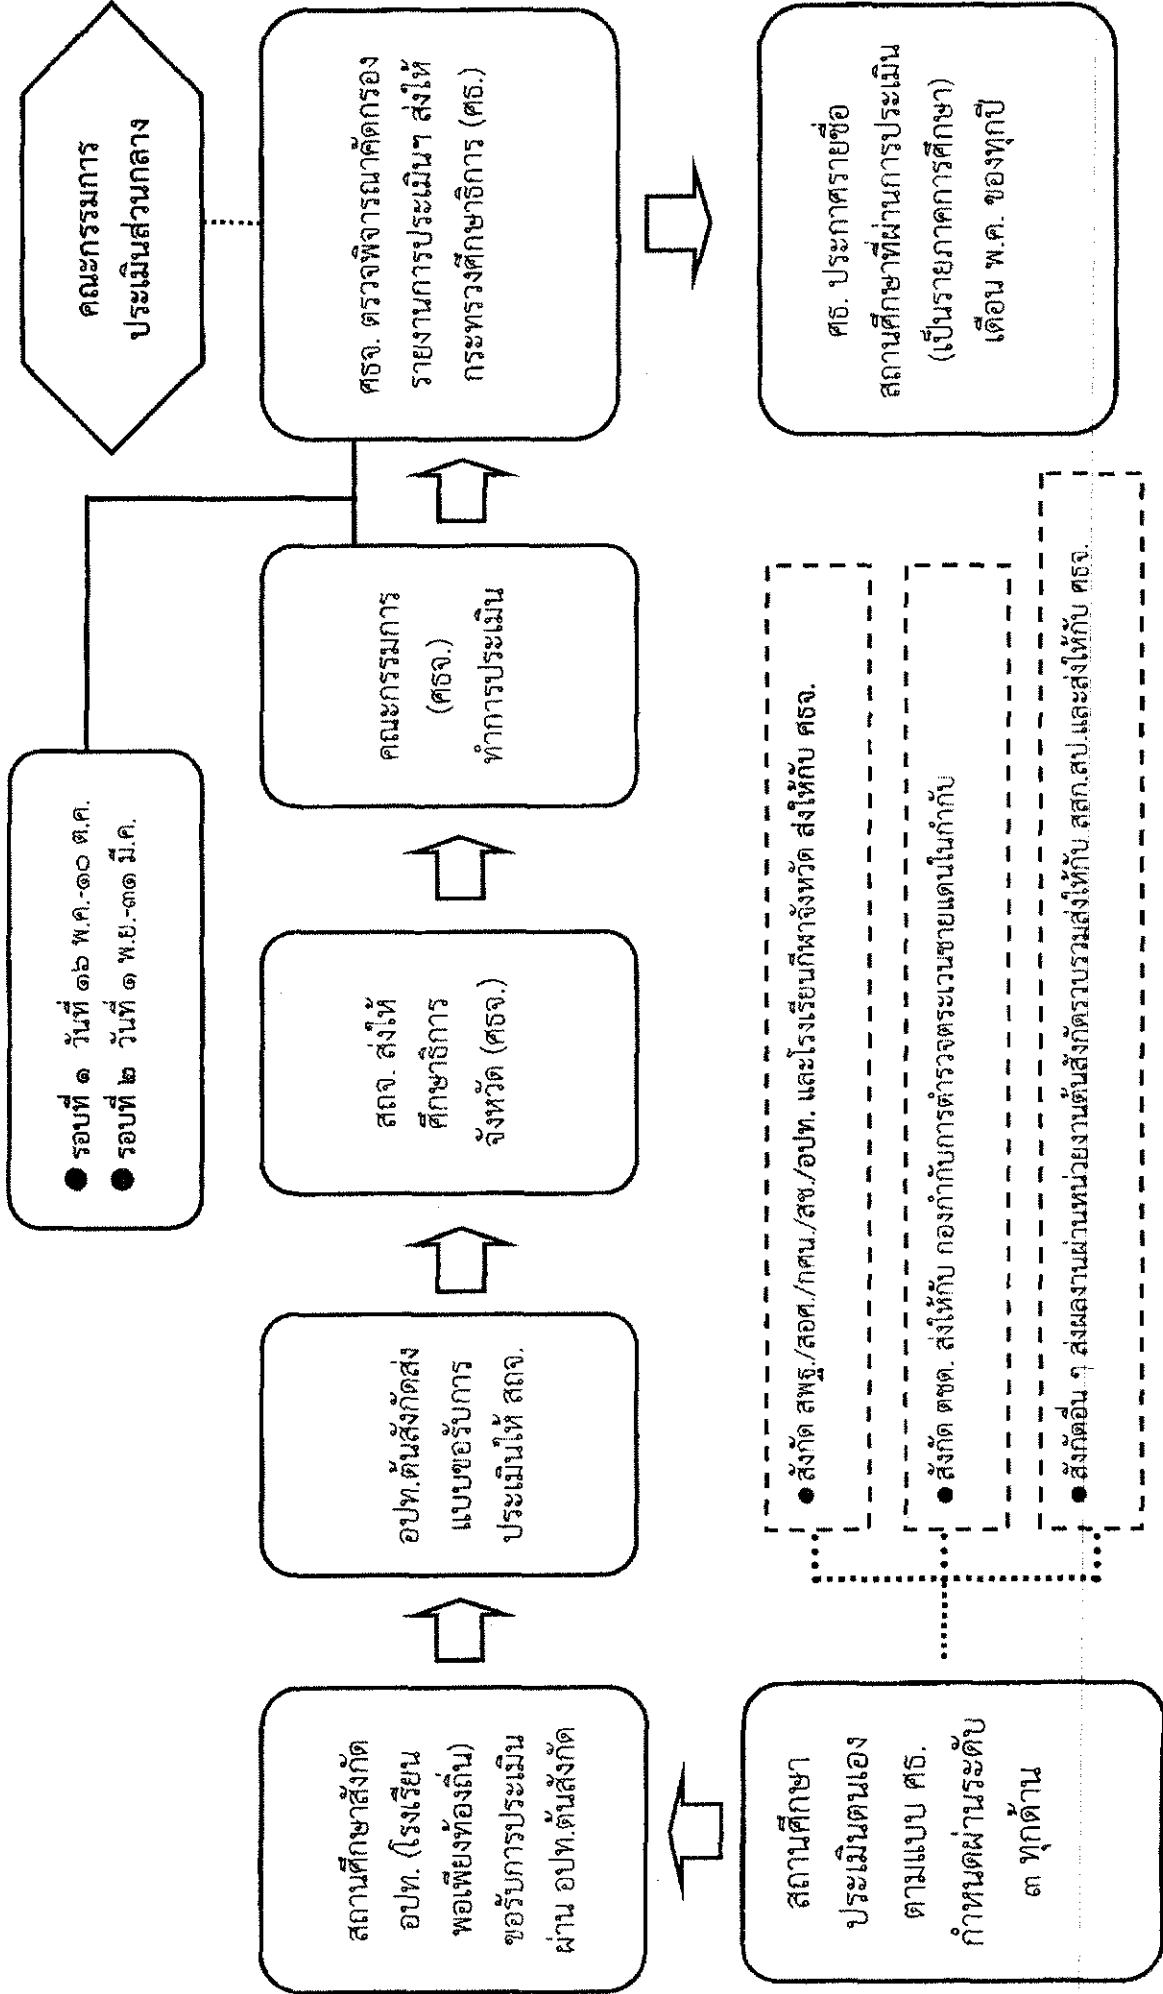 คณะกรรมการ
ประเมินส่วนกลาง
● รอบที่ ๑ วันที่ ๑๖ พ.ค.-๑๐ ต.ค.
● รอบที่ ๒ วันที่ ๑ พ.ย.-๓๑ มี.ค.
สถานศึกษา
ประเมินตนเอง
ตามแบบ ศธ.
กำหนดผ่านระดับ
๓ ทุกด้าน
สถานศึกษาสังกัด
อปท. (โรงเรียน
พอเพียงท้องถิ่น)
ขอรับการประเมิน
ผ่าน อปท.ต้นสังกัด
อปท.ต้นสังกัดส่ง
แบบขอรับการ
ประเมินให้ สถจ.
สถจ. ส่งให้
ศึกษาธิการ
จังหวัด (ศธจ.)
คณะกรรมการ
(ศธจ.)
ทำการประเมิน
ศธจ. ตรวจพิจารณาคัดกรอง
รายงานการประเมินฯ ส่งให้
กระทรวงศึกษาธิการ (ศธ.)
ศธ. ประกาศรายชื่อ
สถานศึกษาที่ผ่านการประเมิน
(เป็นรายภาคการศึกษา)
เดือน พ.ค. ของทุกปี
● สังกัด สพฐ./สอศ./กศน./สช./อปท. และโรงเรียนกีฬาจังหวัด ส่งให้กับ ศธจ.
● สังกัด ตชด. ส่งให้กับ กองกำกับการตำรวจตระเวนชายแดนในกำกับ
● สังกัดอื่น ๆ ส่งผลงานผ่านหน่วยงานต้นสังกัดรวบรวมส่งให้กับ สสก.สป.และส่งให้กับ ศธจ.